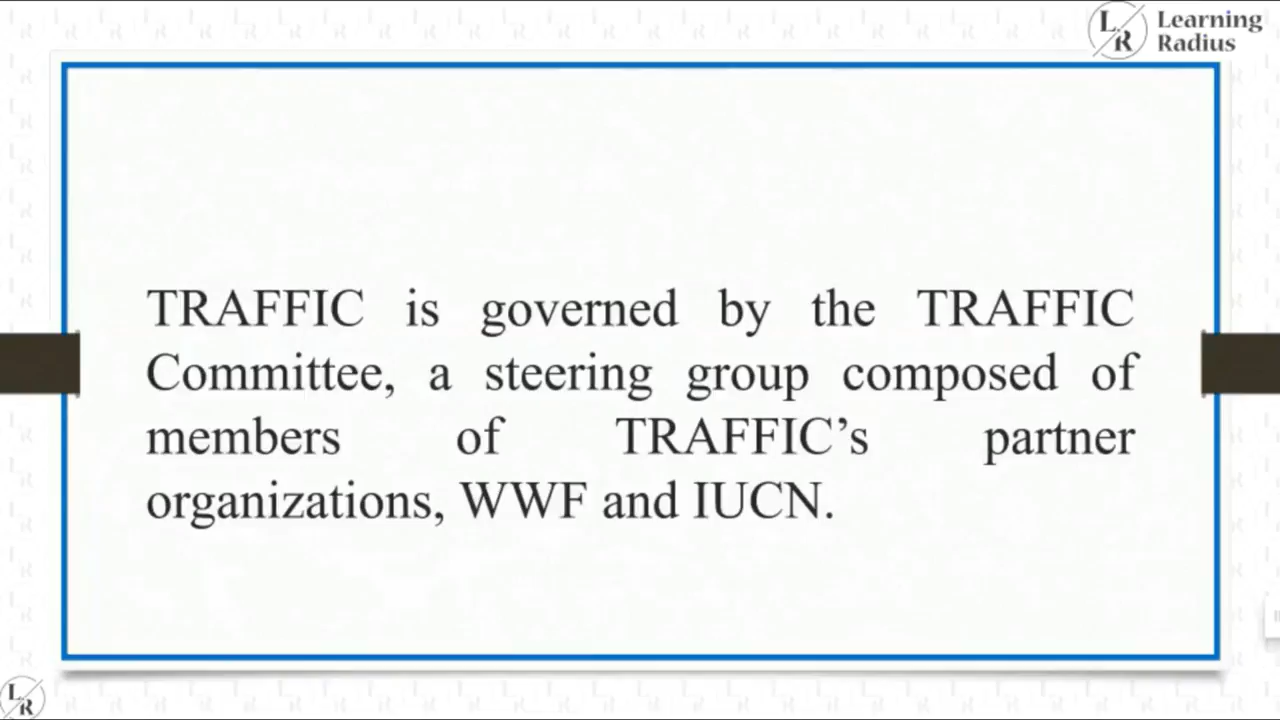 Learning
Radius
TRAFFIC is governed by the TRAFFIC
Committee, a steering group composed of
members of TRAFFIC’s partner
organizations, WWF and IUCN.